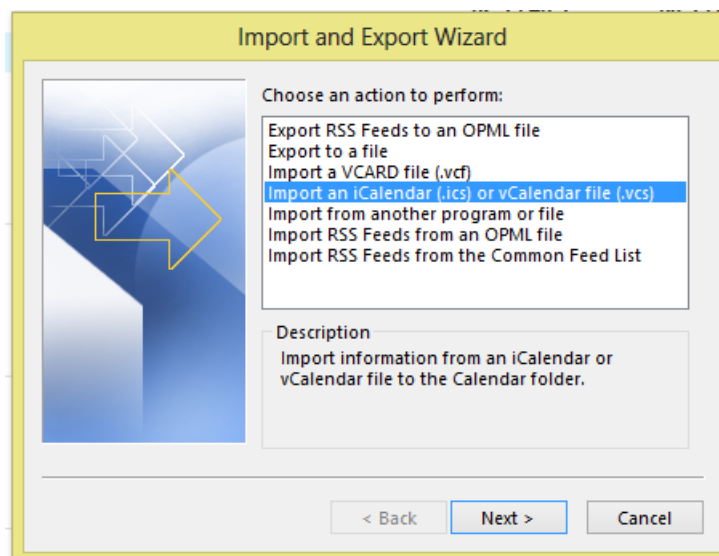 Import and Export Wizard
Choose an action to perform:
Export RSS Feeds to an OPML file
Export to a file
Import a VCARD file (.vcf)
Import an iCalendar (.ics) or vCalendar file (.vcs)
Import from another program or file
Import RSS Feeds from an OPML file
Import RSS Feeds from the Common Feed List
Description
Import information from an iCalendar or
vCalendar file to the Calendar folder.
< Back Next > Cancel